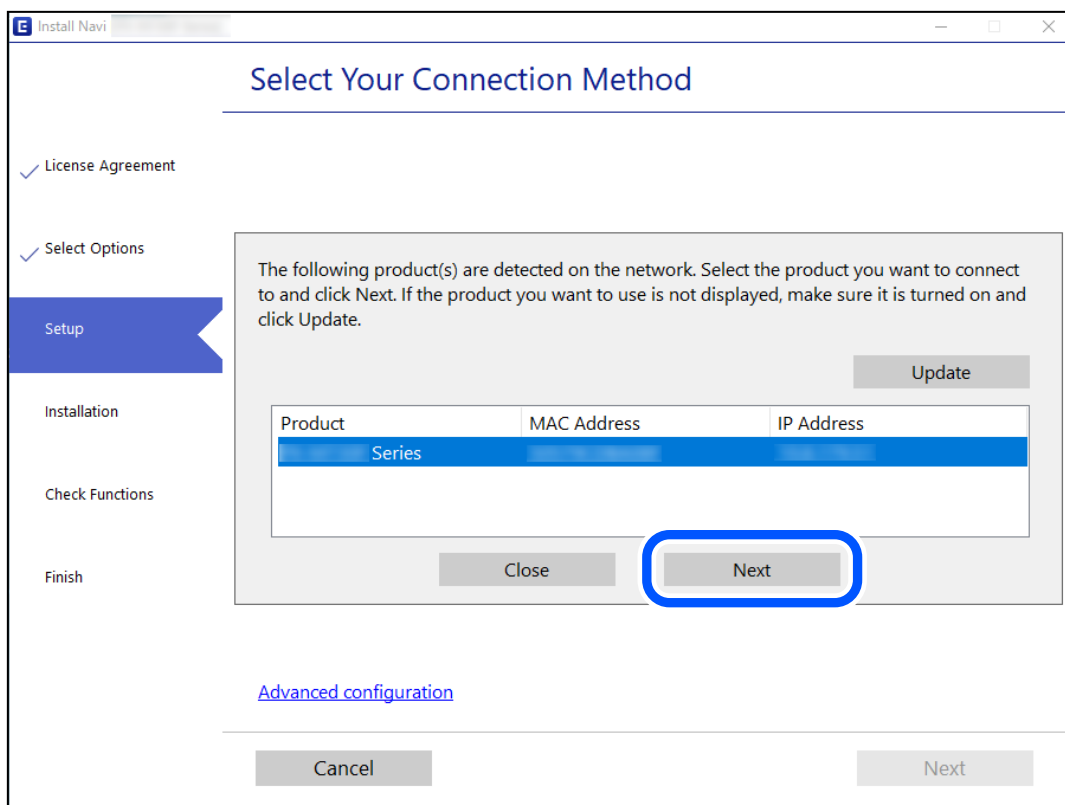 E Install Navi
Select Your Connection Method
License Agreement
Select Options
Setup
Installation
Check Functions
Finish
The following product(s) are detected on the network. Select the product you want to connect
to and click Next. If the product you want to use is not displayed, make sure it is turned on and
click Update.
Update
Product MAC Address IP Address
Series
Close Next
Advanced configuration
Cancel Next